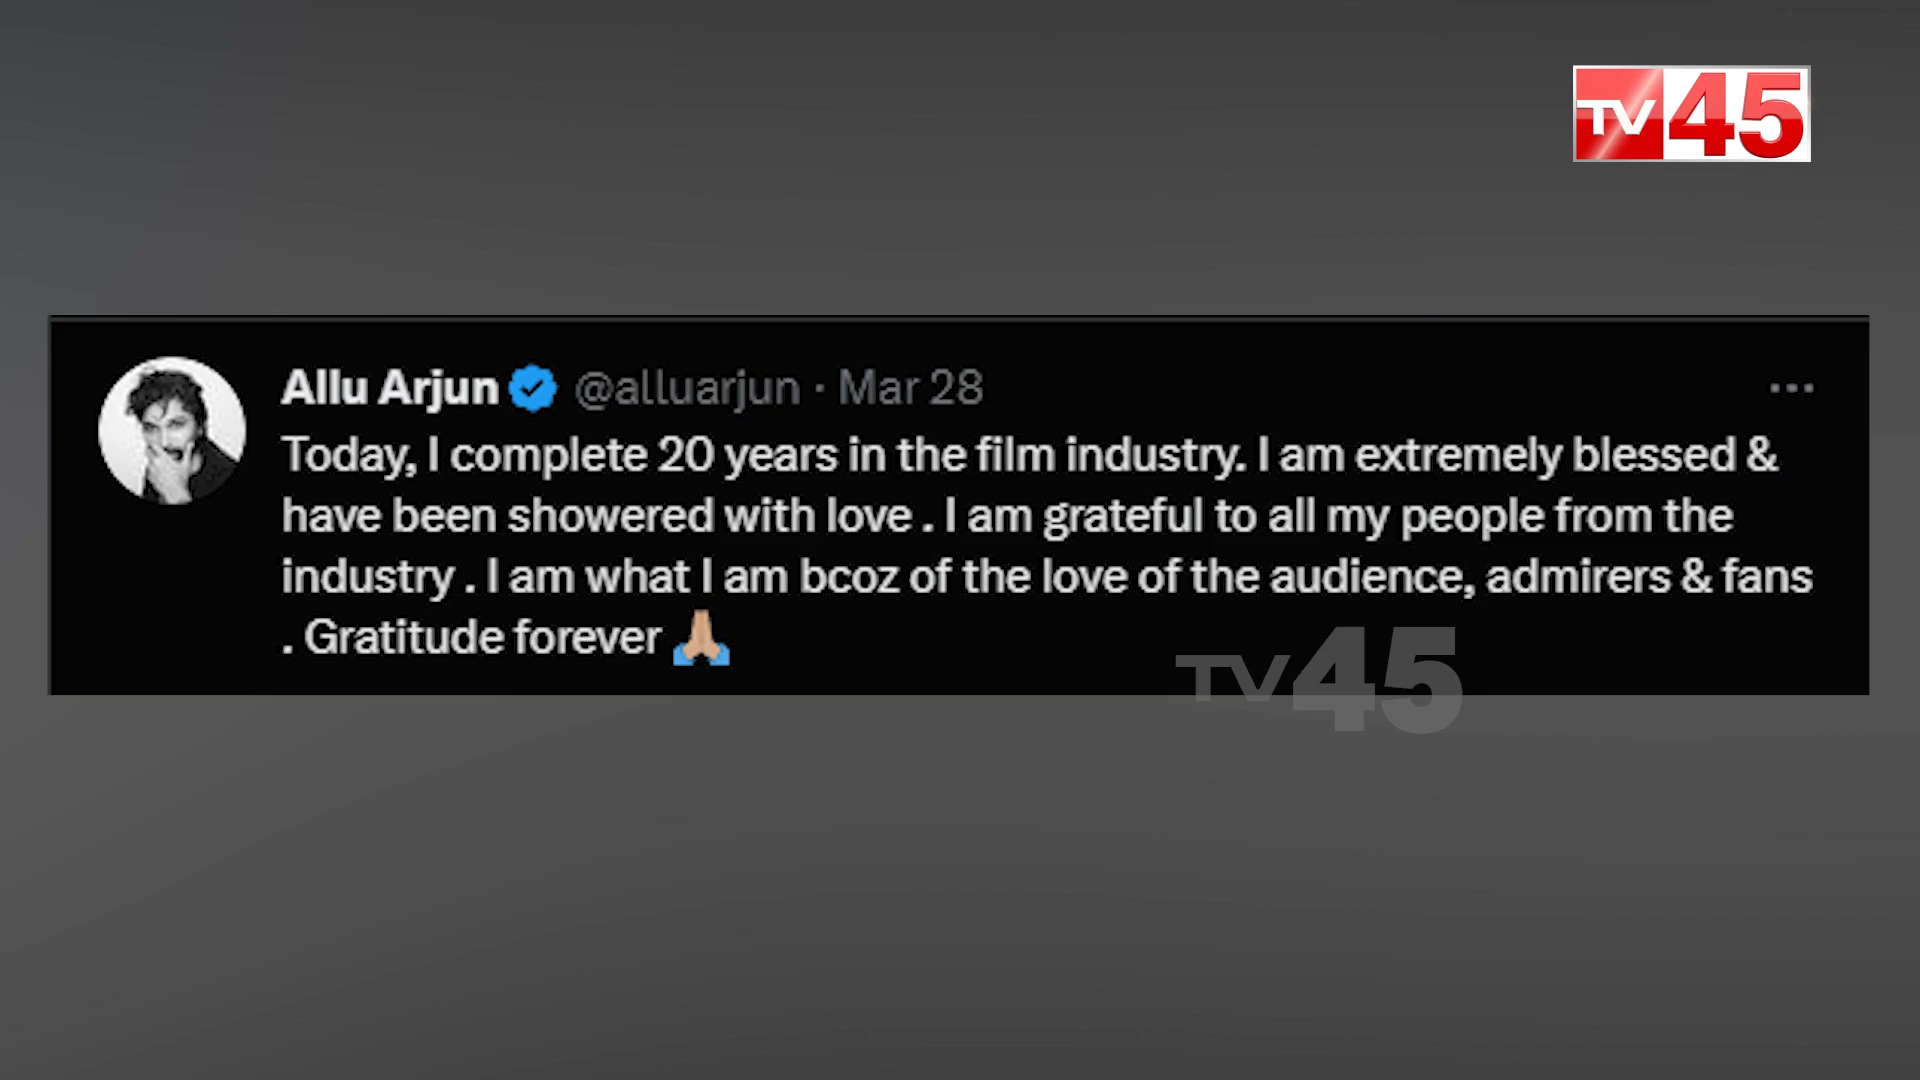 TV45
Allu Arjun @alluarjun · Mar 28
Today, I complete 20 years in the film industry. I am extremely blessed &
have been showered with love . I am grateful to all my people from the
industry . I am what I am bcoz of the love of the audience, admirers & fans
. Gratitude forever 🙏🏼
TV45